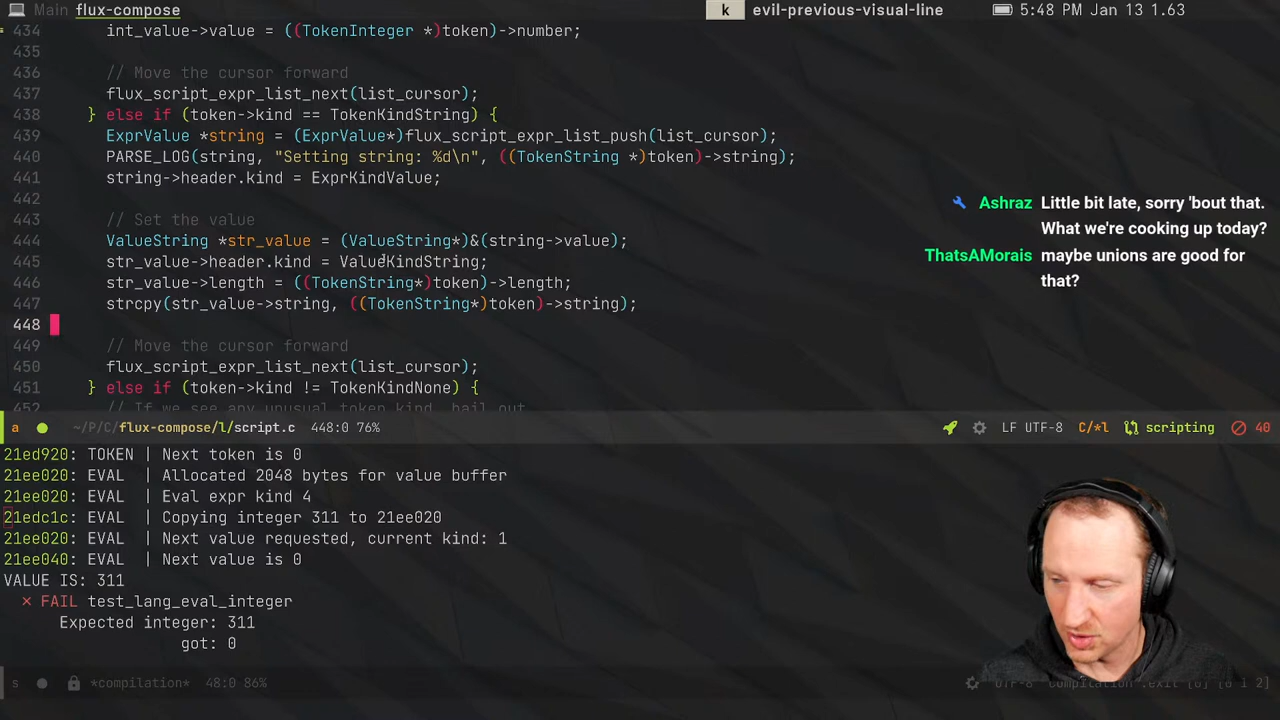 Main flux-compose k evil-previous-visual-line 5:48 PM Jan 13 1.63
434 int_value->value = ((TokenInteger *)token)->number;
435
436 // Move the cursor forward
437 flux_script_expr_list_next(list_cursor);
438 } else if (token->kind == TokenKindString) {
439 ExprValue *string = (ExprValue*)flux_script_expr_list_push(list_cursor);
440 PARSE_LOG(string, "Setting string: %d\n", ((TokenString *)token)->string);
441 string->header.kind = ExprKindValue;
442
443 // Set the value
444 ValueString *str_value = (ValueString*)&(string->value);
445 str_value->header.kind = ValueKindString;
446 str_value->length = ((TokenString*)token)->length;
447 strcpy(str_value->string, ((TokenString*)token)->string);
448
449 // Move the cursor forward
450 flux_script_expr_list_next(list_cursor);
451 } else if (token->kind != TokenKindNone) {
452 // If we see any unusual token kind, bail out
Ashraz Little bit late, sorry 'bout that.
What we're cooking up today?
ThatsAMorais maybe unions are good for
that?
a ~/P/C/flux-compose/l/script.c 448:0 76% LF UTF-8 C/*l scripting 40
21ed920: TOKEN | Next token is 0
21ee020: EVAL | Allocated 2048 bytes for value buffer
21ee020: EVAL | Eval expr kind 4
21edc1c: EVAL | Copying integer 311 to 21ee020
21ee020: EVAL | Next value requested, current kind: 1
21ee040: EVAL | Next value is 0
VALUE IS: 311
× FAIL test_lang_eval_integer
Expected integer: 311
got: 0
s *compilation* 48:0 86% UTF-8